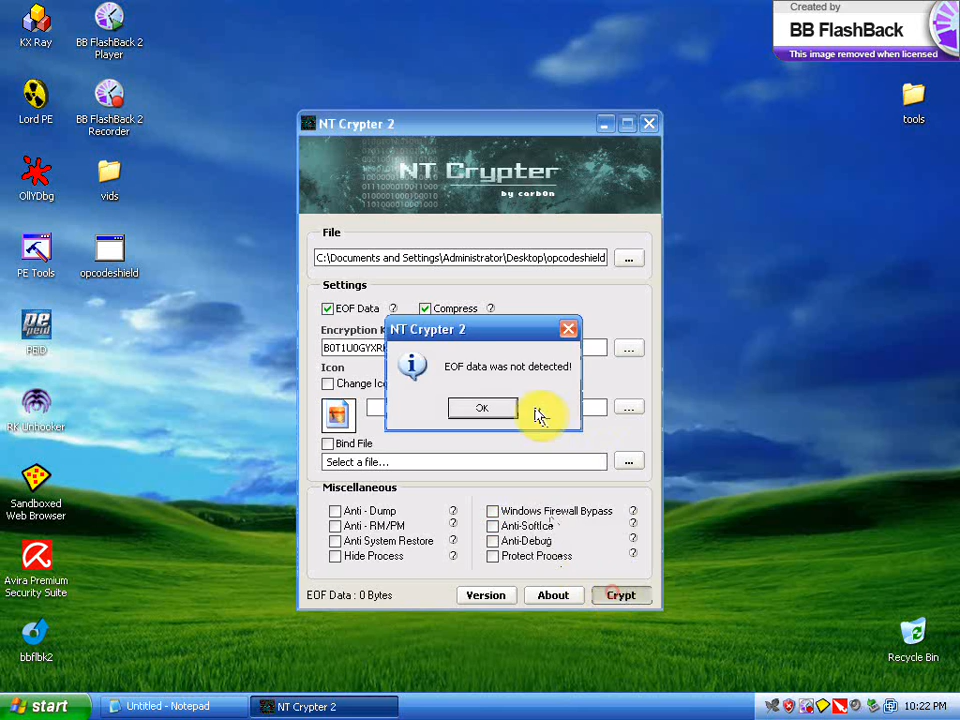 KX Ray
BB FlashBack 2
Player
Created by
BB FlashBack
This image removed when licensed
Lord PE
BB FlashBack 2
Recorder
tools
OllYDbg
vids
PE Tools
opcodeshield
PEiD
RK Unhooker
Sandboxed
Web Browser
Avira Premium
Security Suite
bbflbk2
Recycle Bin
NT Crypter 2
NT Crypter
by carb0n
File
C:\Documents and Settings\Administrator\Desktop\opcodeshield
...
Settings
EOF Data ?
Compress ?
Encryption K
B0T1U0GYXR
...
Icon
Change Ic
...
Bind File
Select a file...
...
NT Crypter 2
EOF data was not detected!
OK
Miscellaneous
Anti - Dump ?
Windows Firewall Bypass ?
Anti - RM/PM ?
Anti-SoftIce ?
Anti System Restore ?
Anti-Debug ?
Hide Process ?
Protect Process ?
EOF Data : 0 Bytes
Version
About
Crypt
start
Untitled - Notepad
NT Crypter 2
10:22 PM